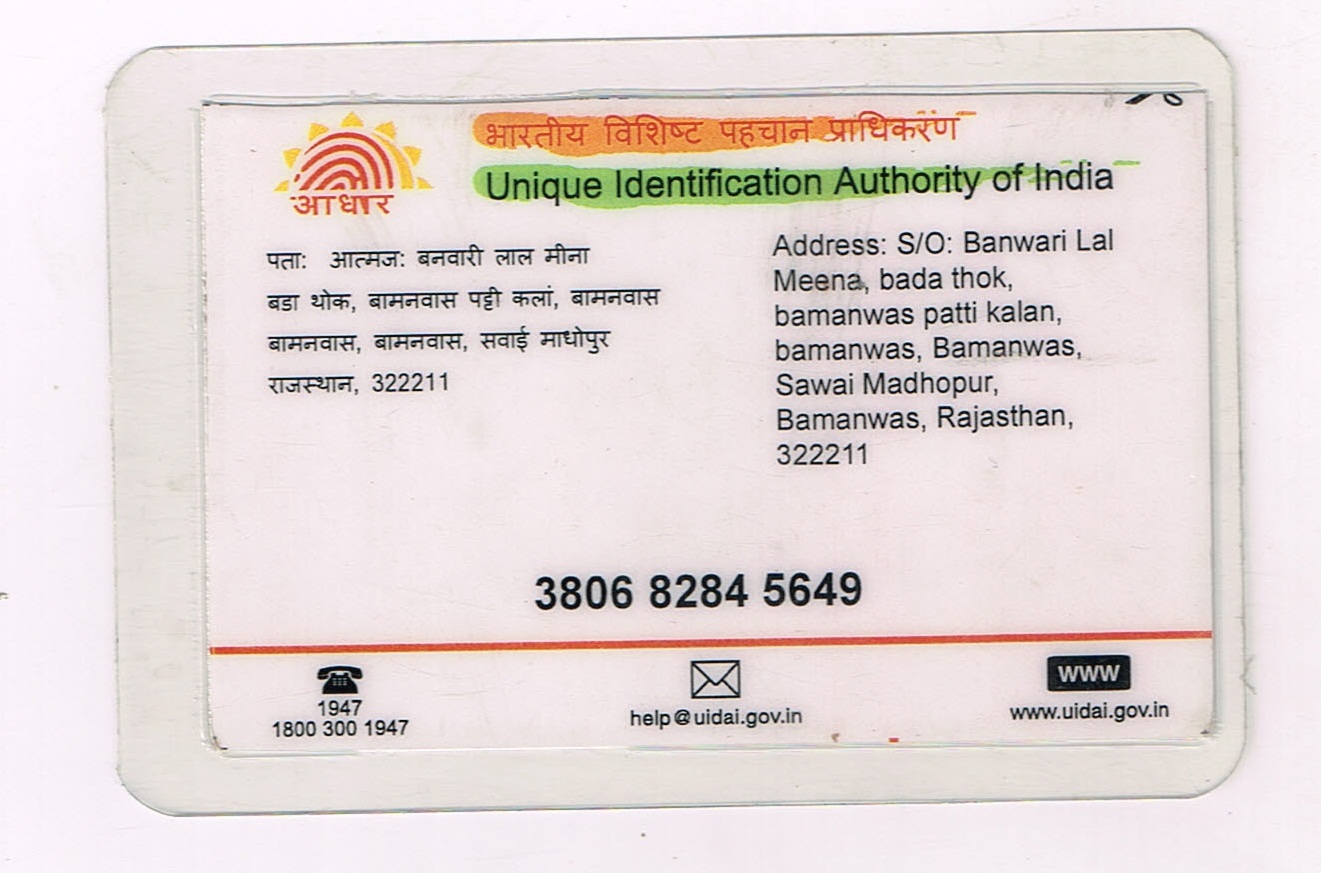 भारतीय विशिष्ट पहचान प्राधिकरण
Unique Identification Authority of India
आधार
पताः आत्मजः बनवारी लाल मीना
बडा थोक, बामनवास पट्टी कलां, बामनवास
बामनवास, बामनवास, सवाई माधोपुर
राजस्थान, 322211
Address: S/O: Banwari Lal
Meena, bada thok,
bamanwas patti kalan,
bamanwas, Bamanwas,
Sawai Madhopur,
Bamanwas, Rajasthan,
322211
3806 8284 5649
1947
1800 300 1947
help@uidai.gov.in
WWW
www.uidai.gov.in